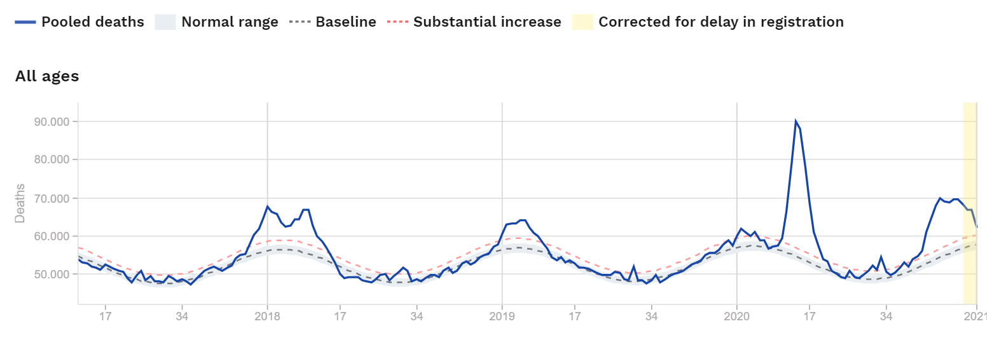 Pooled deaths Normal range Baseline Substantial increase Corrected for delay in registration
All ages
Deaths
90.000
80.000
70.000
60.000
50.000
17 34 2018 17 34 2019 17 34 2020 17 34 2021